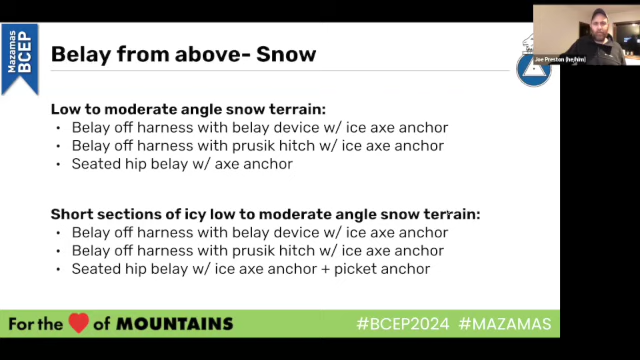 Mazamas
BCEP
Belay from above- Snow
Joe Preston (he/him)
Low to moderate angle snow terrain:
• Belay off harness with belay device w/ ice axe anchor
• Belay off harness with prusik hitch w/ ice axe anchor
• Seated hip belay w/ axe anchor
Short sections of icy low to moderate angle snow terrain:
• Belay off harness with belay device w/ ice axe anchor
• Belay off harness with prusik hitch w/ ice axe anchor
• Seated hip belay w/ ice axe anchor + picket anchor
For the ❤ of MOUNTAINS
#BCEP2024 #MAZAMAS